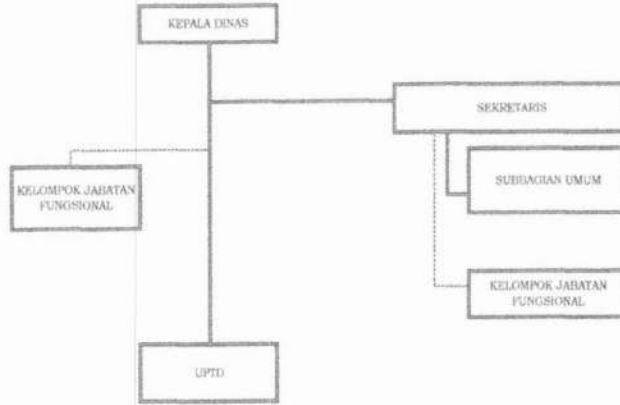 KEPALA DINAS
SEKRETARIS
KELOMPOK JABATAN
FUNGSIONAL
SUBBAGIAN UMUM
KELOMPOK JABATAN
FUNGSIONAL
UPTD